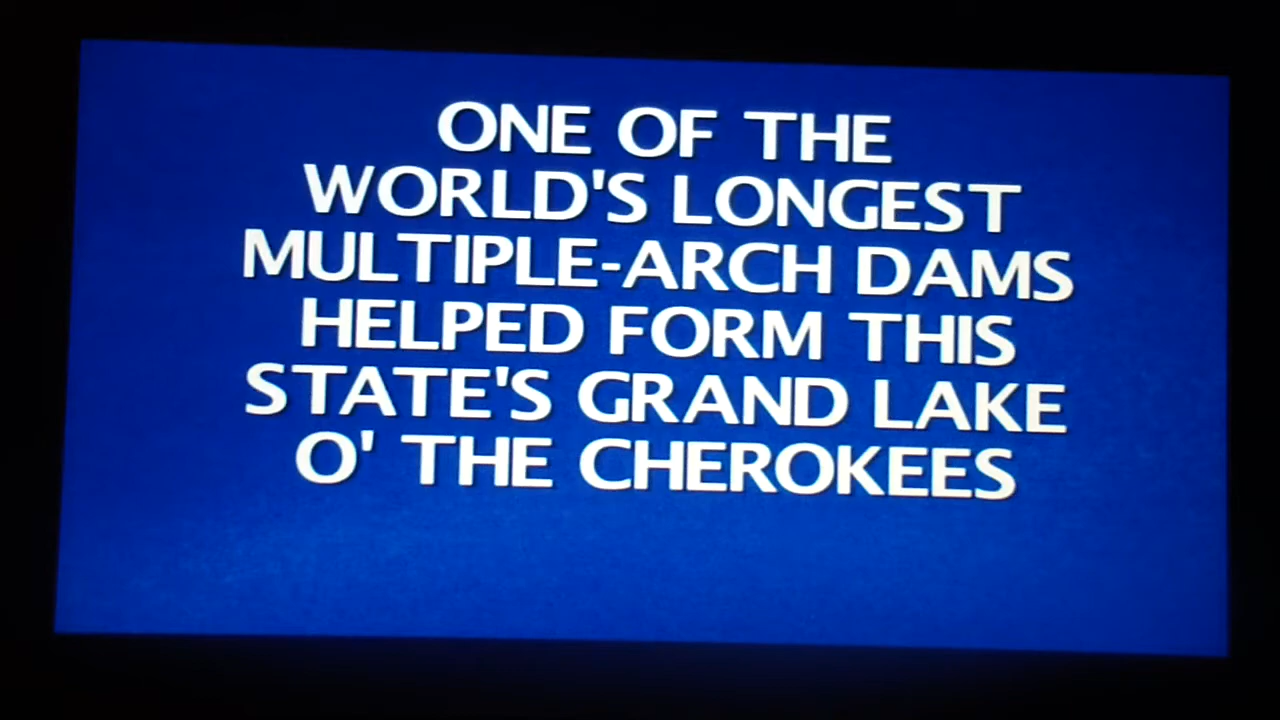 ONE OF THE
WORLD'S LONGEST
MULTIPLE-ARCH DAMS
HELPED FORM THIS
STATE'S GRAND LAKE
O' THE CHEROKEES